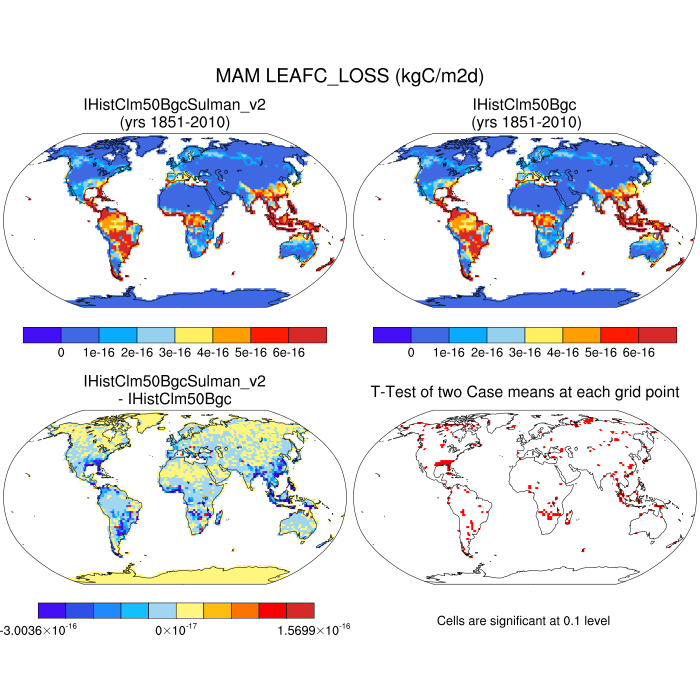 MAM LEAFC_LOSS (kgC/m2d)
IHistClm50BgcSulman_v2
(yrs 1851-2010)
IHistClm50Bgc
(yrs 1851-2010)
0 1e-16 2e-16 3e-16 4e-16 5e-16 6e-16
0 1e-16 2e-16 3e-16 4e-16 5e-16 6e-16
IHistClm50BgcSulman_v2
- IHistClm50Bgc
T-Test of two Case means at each grid point
-3.0036×10^-16 0×10^-17 1.5699×10^-16
Cells are significant at 0.1 level